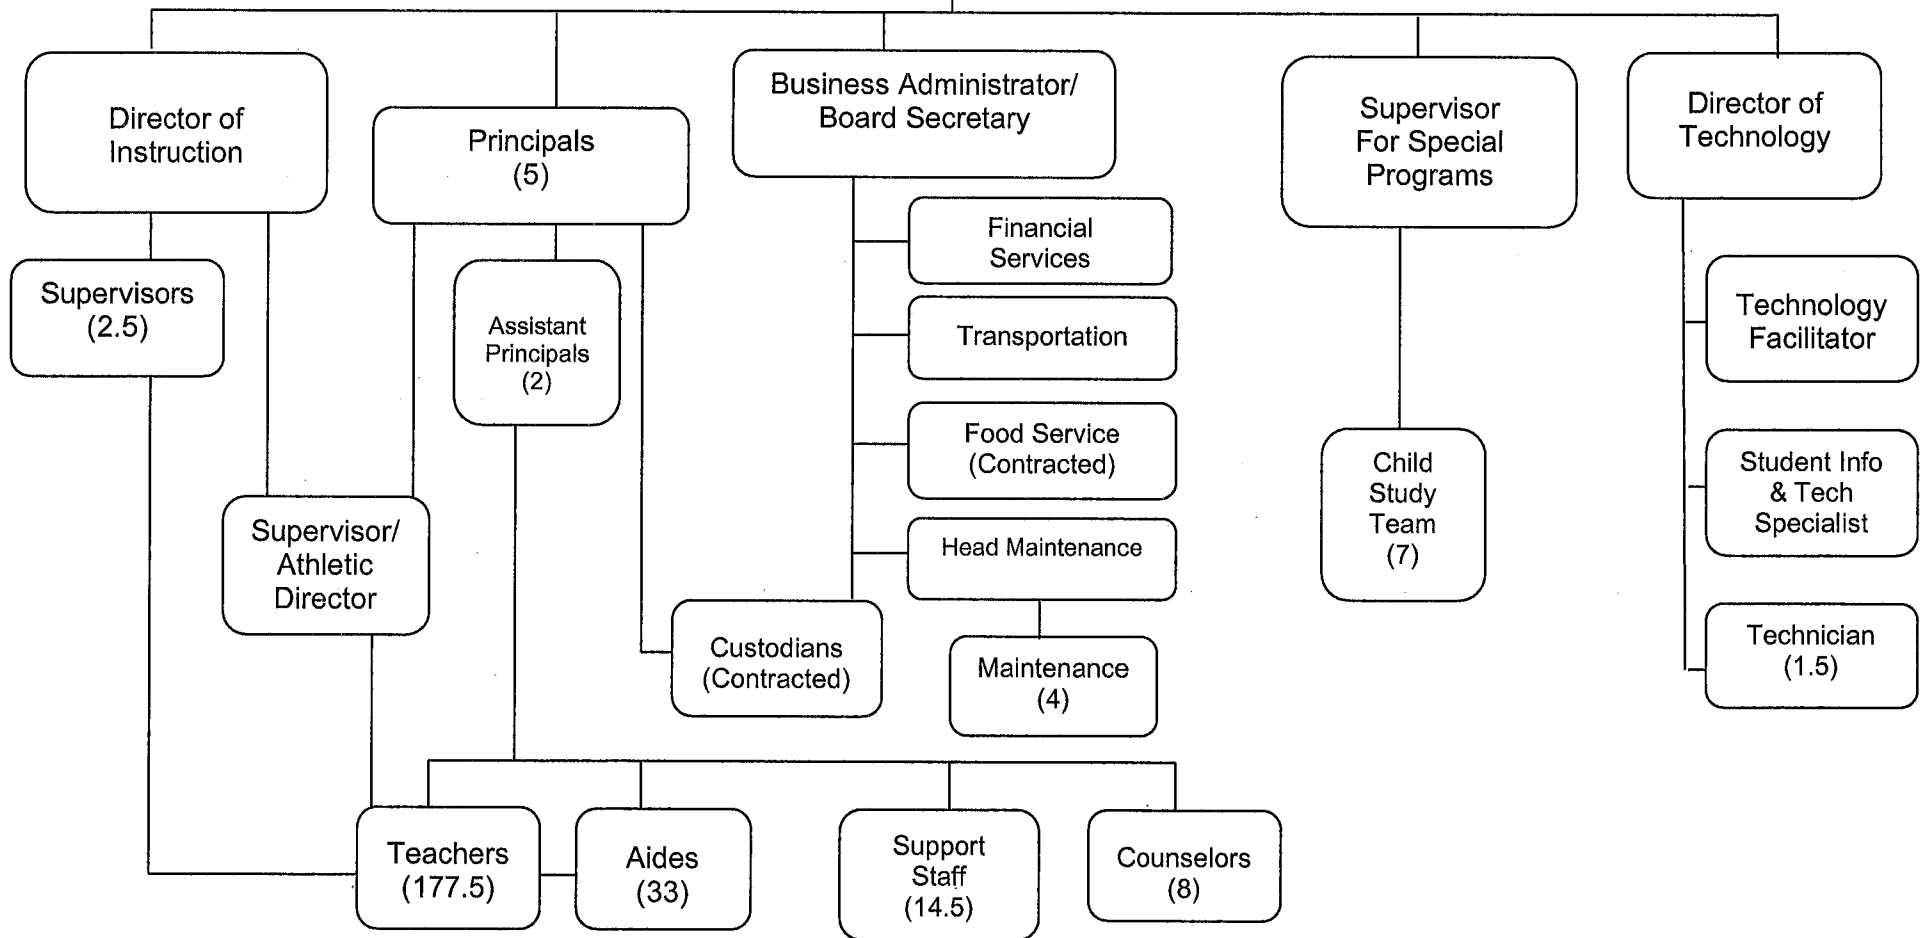 Director of
Instruction
Principals
(5)
Business Administrator/
Board Secretary
Supervisor
For Special
Programs
Director of
Technology
Supervisors
(2.5)
Assistant
Principals
(2)
Financial
Services
Transportation
Food Service
(Contracted)
Head Maintenance
Maintenance
(4)
Custodians
(Contracted)
Supervisor/
Athletic
Director
Child
Study
Team
(7)
Technology
Facilitator
Student Info
& Tech
Specialist
Technician
(1.5)
Teachers
(177.5)
Aides
(33)
Support
Staff
(14.5)
Counselors
(8)